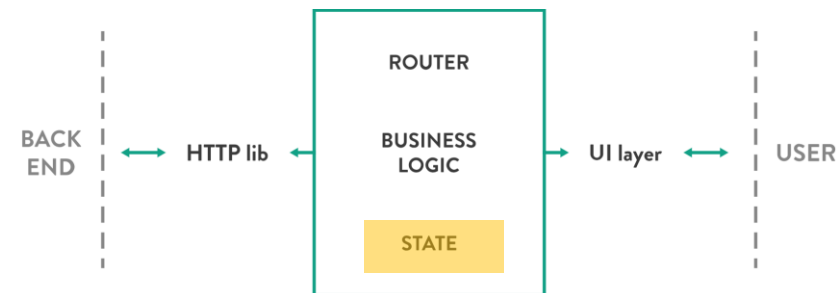 BACK
END
HTTP lib
ROUTER
BUSINESS
LOGIC
STATE
UI layer
USER